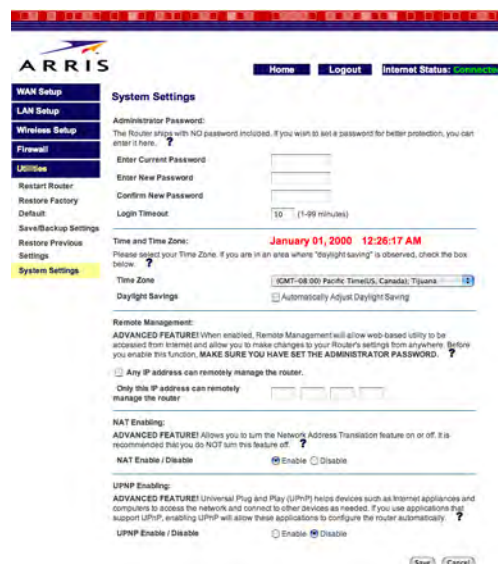 ARRIS
Home Logout Internet Status: Connected
WAN Setup
LAN Setup
Wireless Setup
Firewall
Utilities
Restart Router
Restore Factory
Default
Save/Backup Settings
Restore Previous
Settings
System Settings
System Settings
Administrator Password:
The Router ships with NO password included. If you wish to set a password for better protection, you can
enter it here. ?
Enter Current Password
Enter New Password
Confirm New Password
Login Timeout 10 (1-99 minutes)
Time and Time Zone: January 01, 2000 12:26:17 AM
Please select your Time Zone. If you are in an area where "daylight saving" is observed, check the box
below. ?
Time Zone (GMT-08:00) Pacific Time(US, Canada); Tijuana
Daylight Savings Automatically Adjust Daylight Saving
Remote Management:
ADVANCED FEATURE! When enabled, Remote Management will allow web-based utility to be
accessed from Internet and allow you to make changes to your Router's settings from anywhere. Before
you enable this function, MAKE SURE YOU HAVE SET THE ADMINISTRATOR PASSWORD. ?
Any IP address can remotely manage the router.
Only this IP address can remotely
manage the router
NAT Enabling:
ADVANCED FEATURE! Allows you to turn the Network Address Translation feature on or off. It is
recommended that you do NOT turn this feature off. ?
NAT Enable / Disable Enable Disable
UPNP Enabling:
ADVANCED FEATURE! Universal Plug and Play (UPnP) helps devices such as Internet appliances and
computers to access the network and connect to other devices as needed. If you use applications that
support UPnP, enabling UPnP will allow these applications to configure the router automatically. ?
UPNP Enable / Disable Enable Disable
Save Cancel